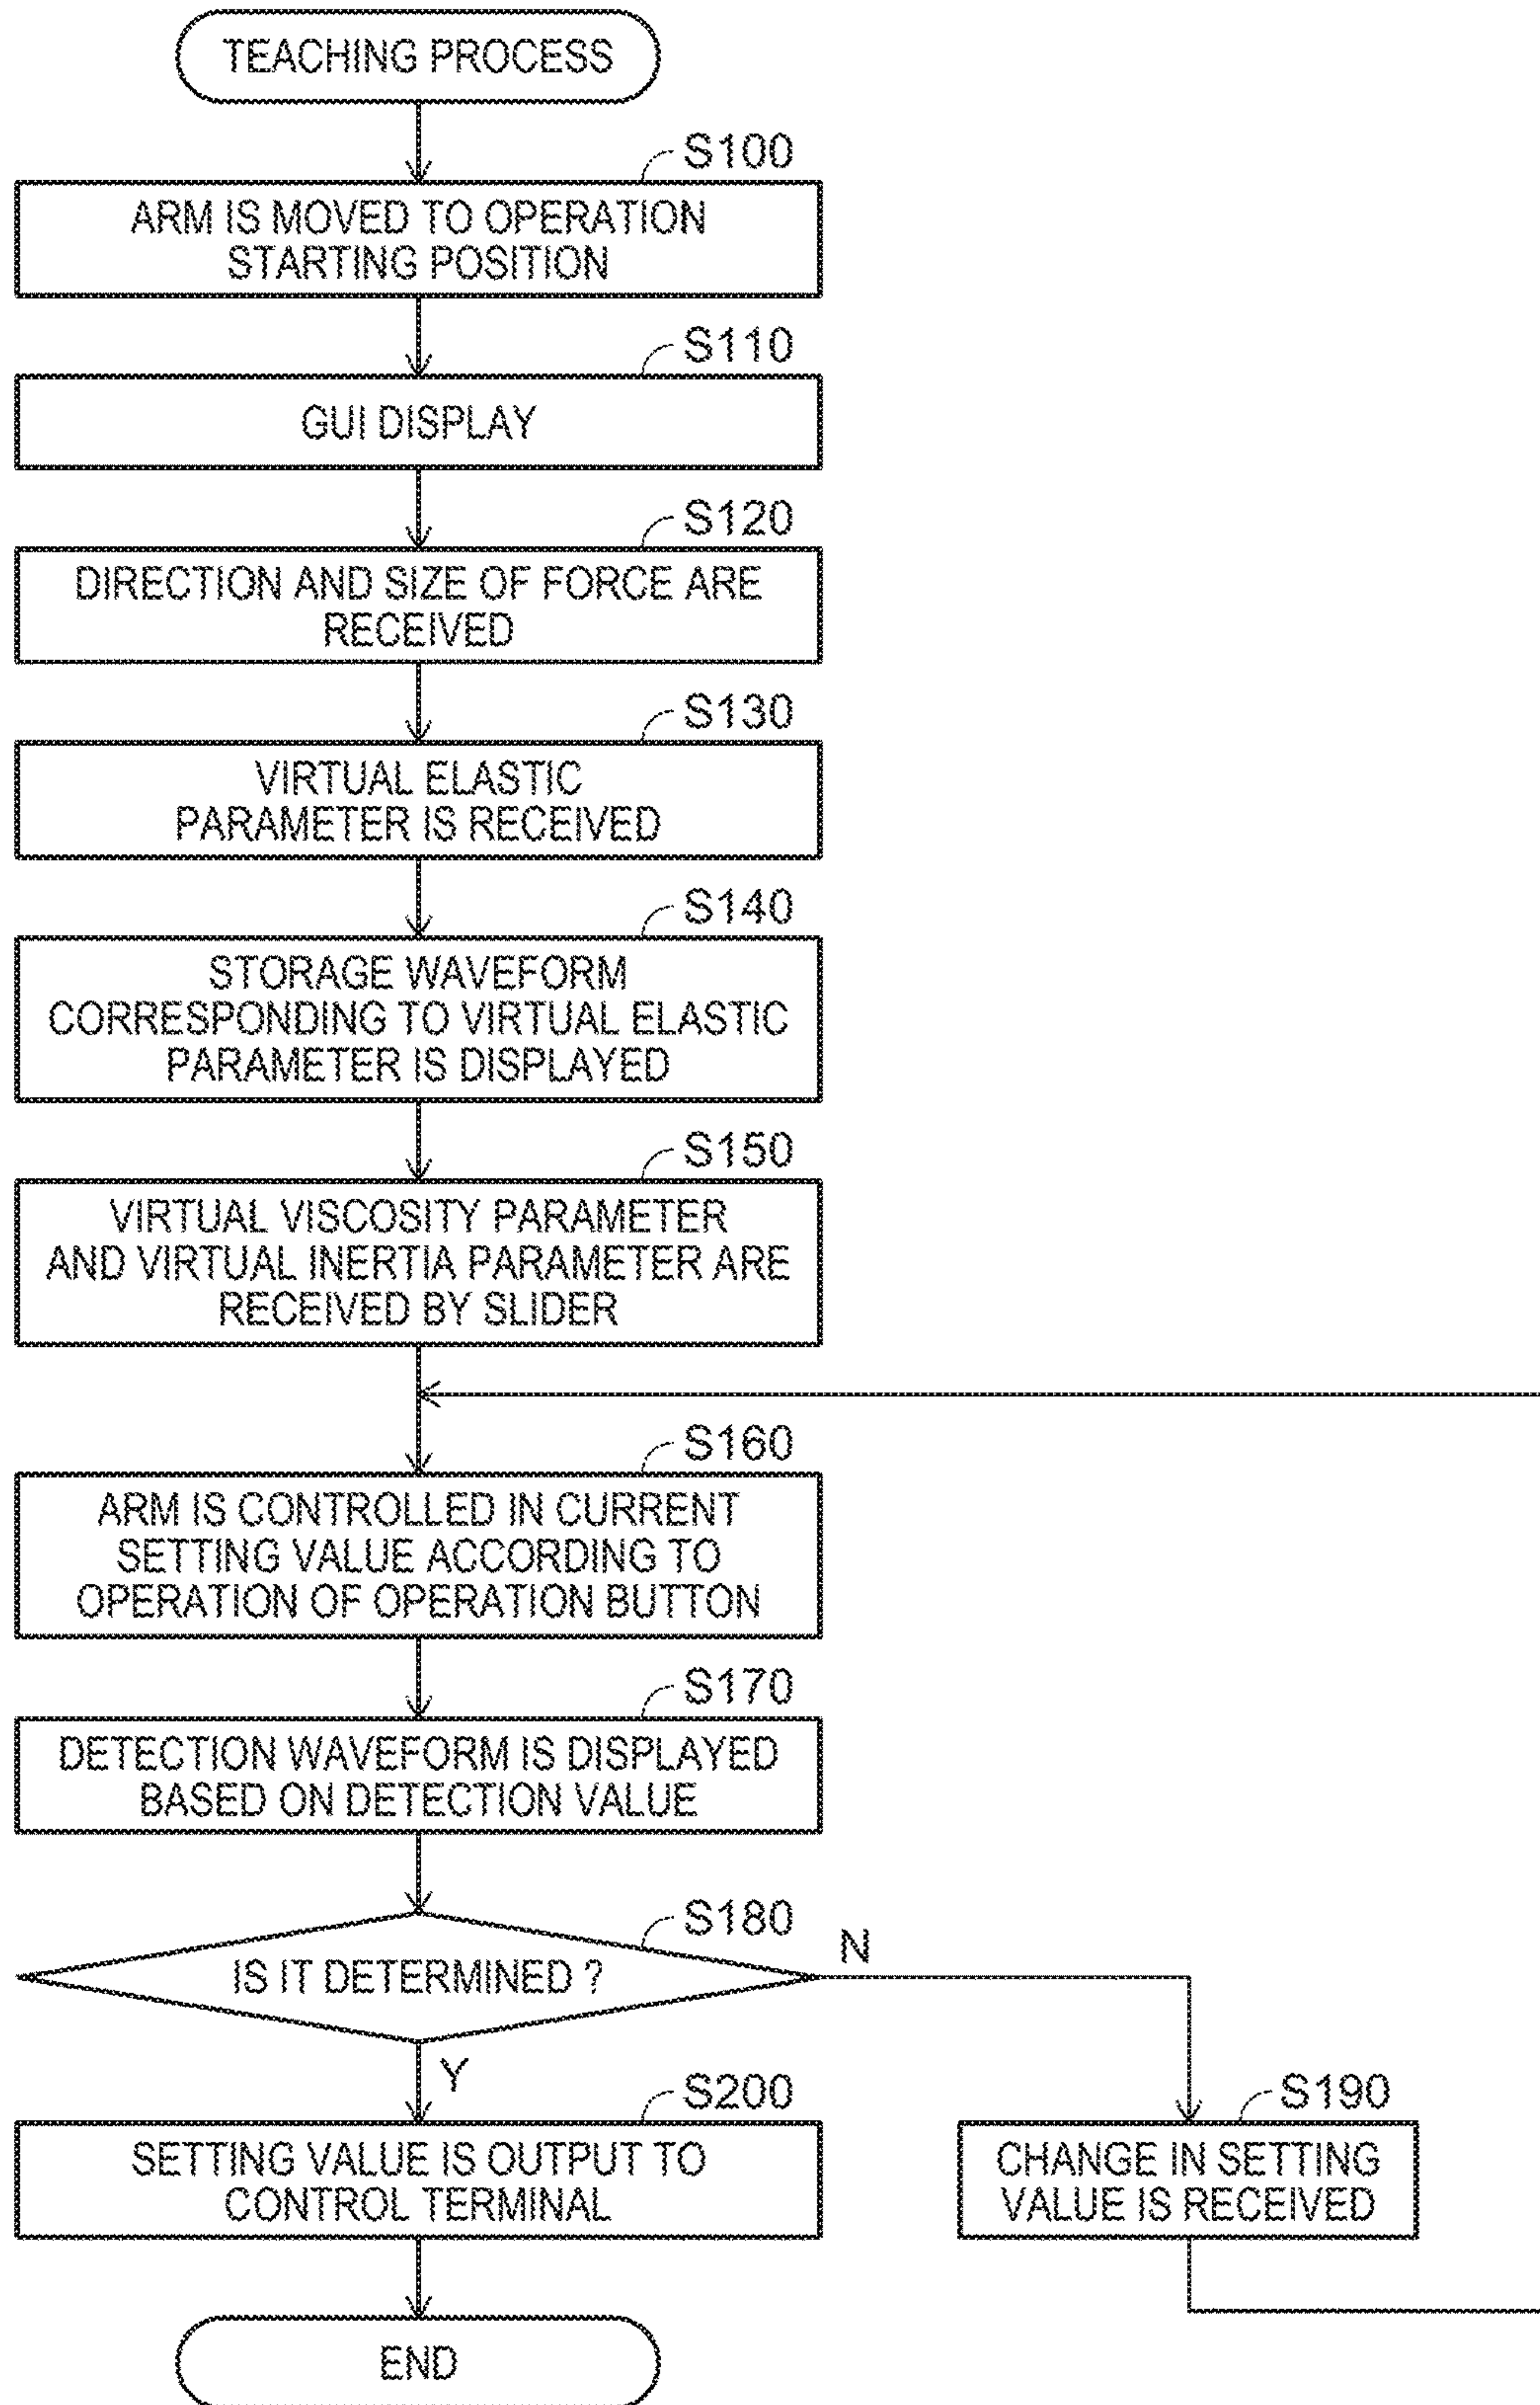 TEACHING PROCESS
S100
ARM IS MOVED TO OPERATION
STARTING POSITION
S110
GUI DISPLAY
S120
DIRECTION AND SIZE OF FORCE ARE
RECEIVED
S130
VIRTUAL ELASTIC
PARAMETER IS RECEIVED
S140
STORAGE WAVEFORM
CORRESPONDING TO VIRTUAL ELASTIC
PARAMETER IS DISPLAYED
S150
VIRTUAL VISCOSITY PARAMETER
AND VIRTUAL INERTIA PARAMETER ARE
RECEIVED BY SLIDER
S160
ARM IS CONTROLLED IN CURRENT
SETTING VALUE ACCORDING TO
OPERATION OF OPERATION BUTTON
S170
DETECTION WAVEFORM IS DISPLAYED
BASED ON DETECTION VALUE
S180
IS IT DETERMINED ?
N
Y
S200
SETTING VALUE IS OUTPUT TO
CONTROL TERMINAL
S190
CHANGE IN SETTING
VALUE IS RECEIVED
END